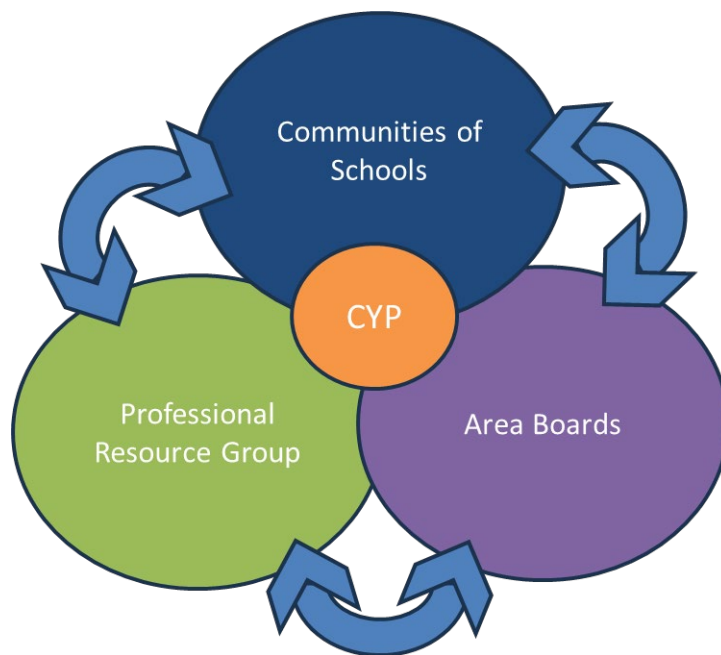 Communities of
Schools
CYP
Professional
Resource Group
Area Boards